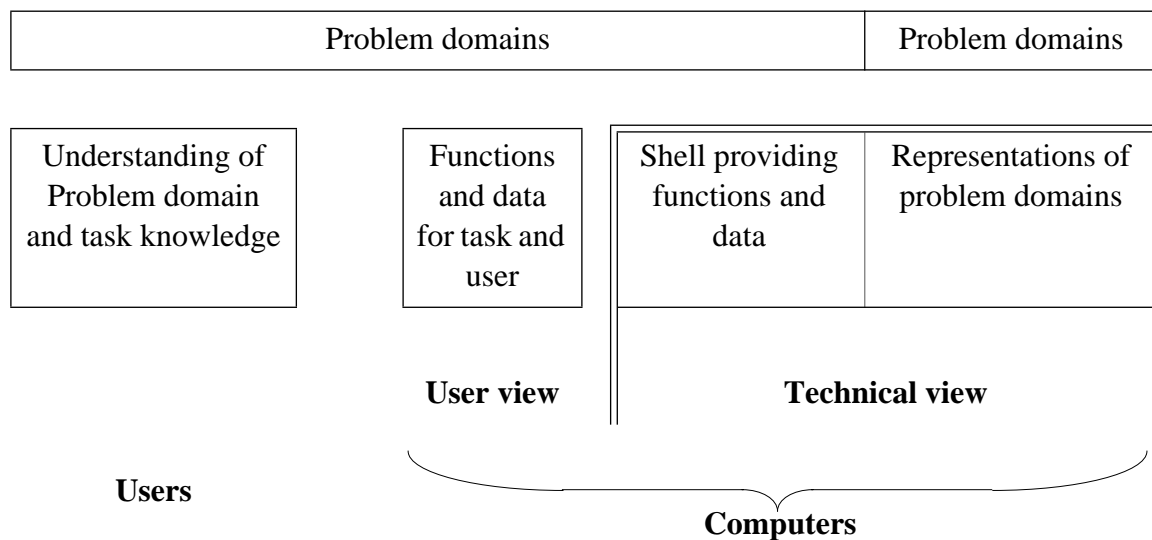 Problem domains
Problem domains
Understanding of
Problem domain
and task knowledge
Functions
and data
for task and
user
Shell providing
functions and
data
Representations of
problem domains
User view
Technical view
Users
Computers